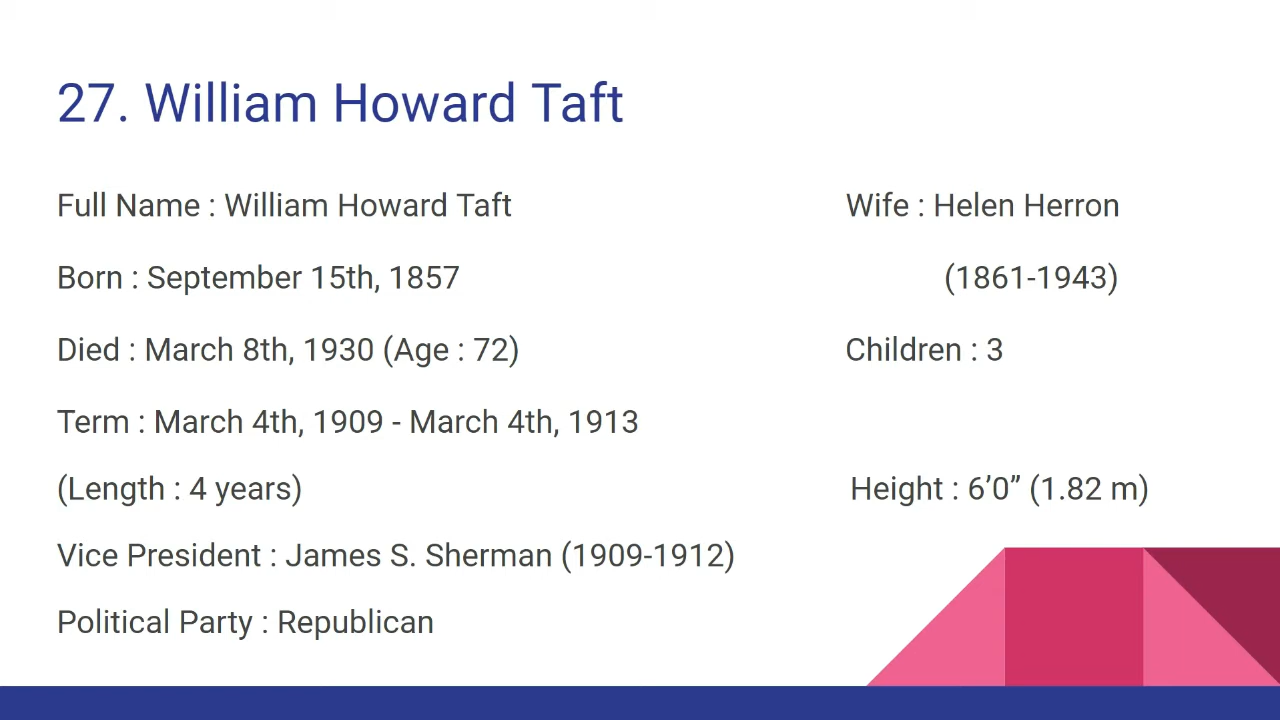 27. William Howard Taft
Full Name : William Howard Taft
Born : September 15th, 1857
Died : March 8th, 1930 (Age : 72)
Term : March 4th, 1909 - March 4th, 1913
(Length : 4 years)
Vice President : James S. Sherman (1909-1912)
Political Party : Republican
Wife : Helen Herron
(1861-1943)
Children : 3
Height : 6’0” (1.82 m)